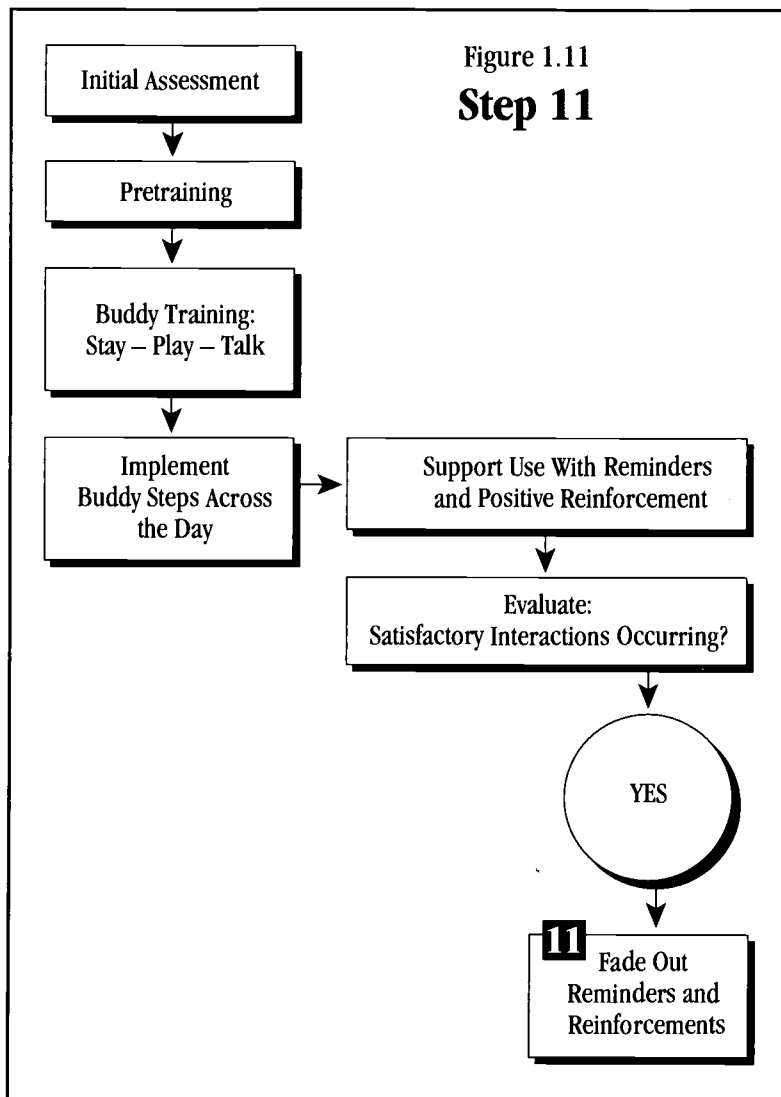 Figure 1.11
Step 11
Initial Assessment
Pretraining
Buddy Training:
Stay – Play – Talk
Implement
Buddy Steps Across
the Day
Support Use With Reminders
and Positive Reinforcement
Evaluate:
Satisfactory Interactions Occurring?
YES
11
Fade Out
Reminders and
Reinforcements